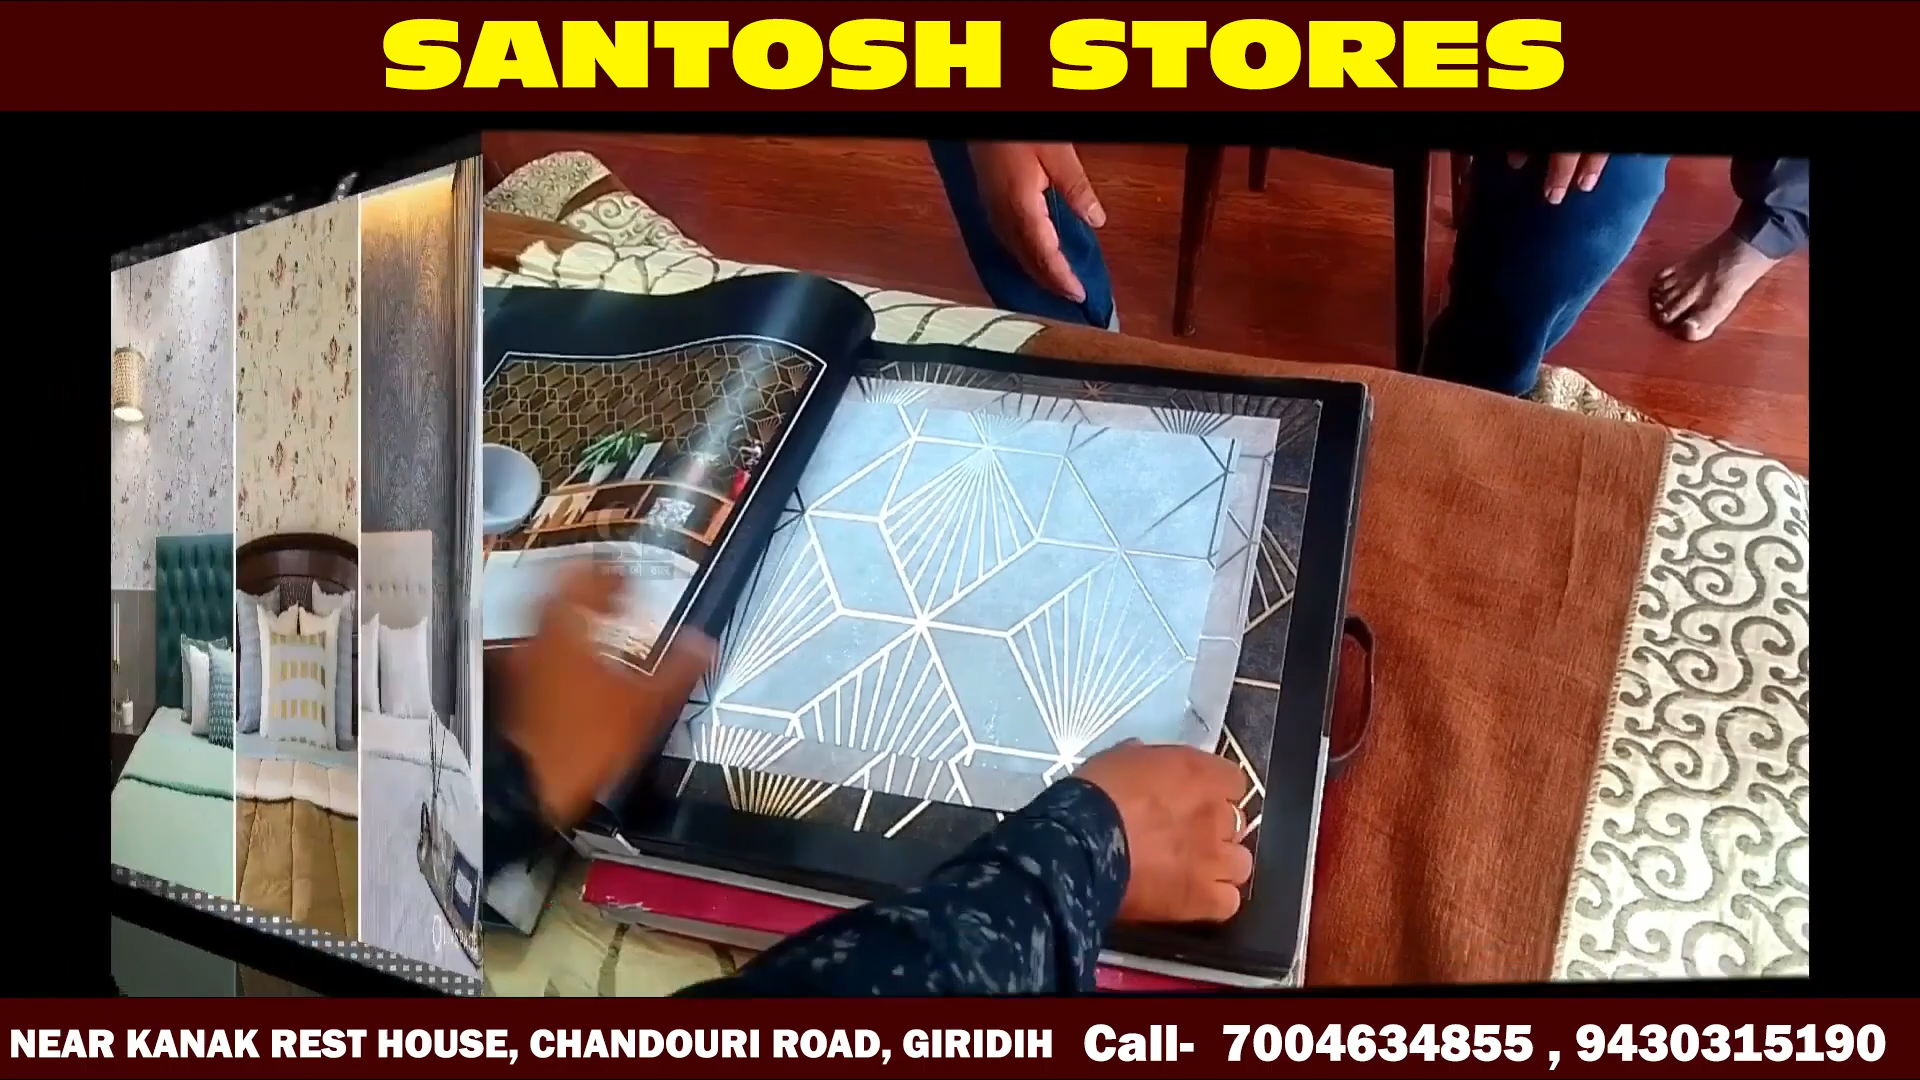 SANTOSH STORES
NEAR KANAK REST HOUSE, CHANDOURI ROAD, GIRIDIH Call- 7004634855 , 9430315190